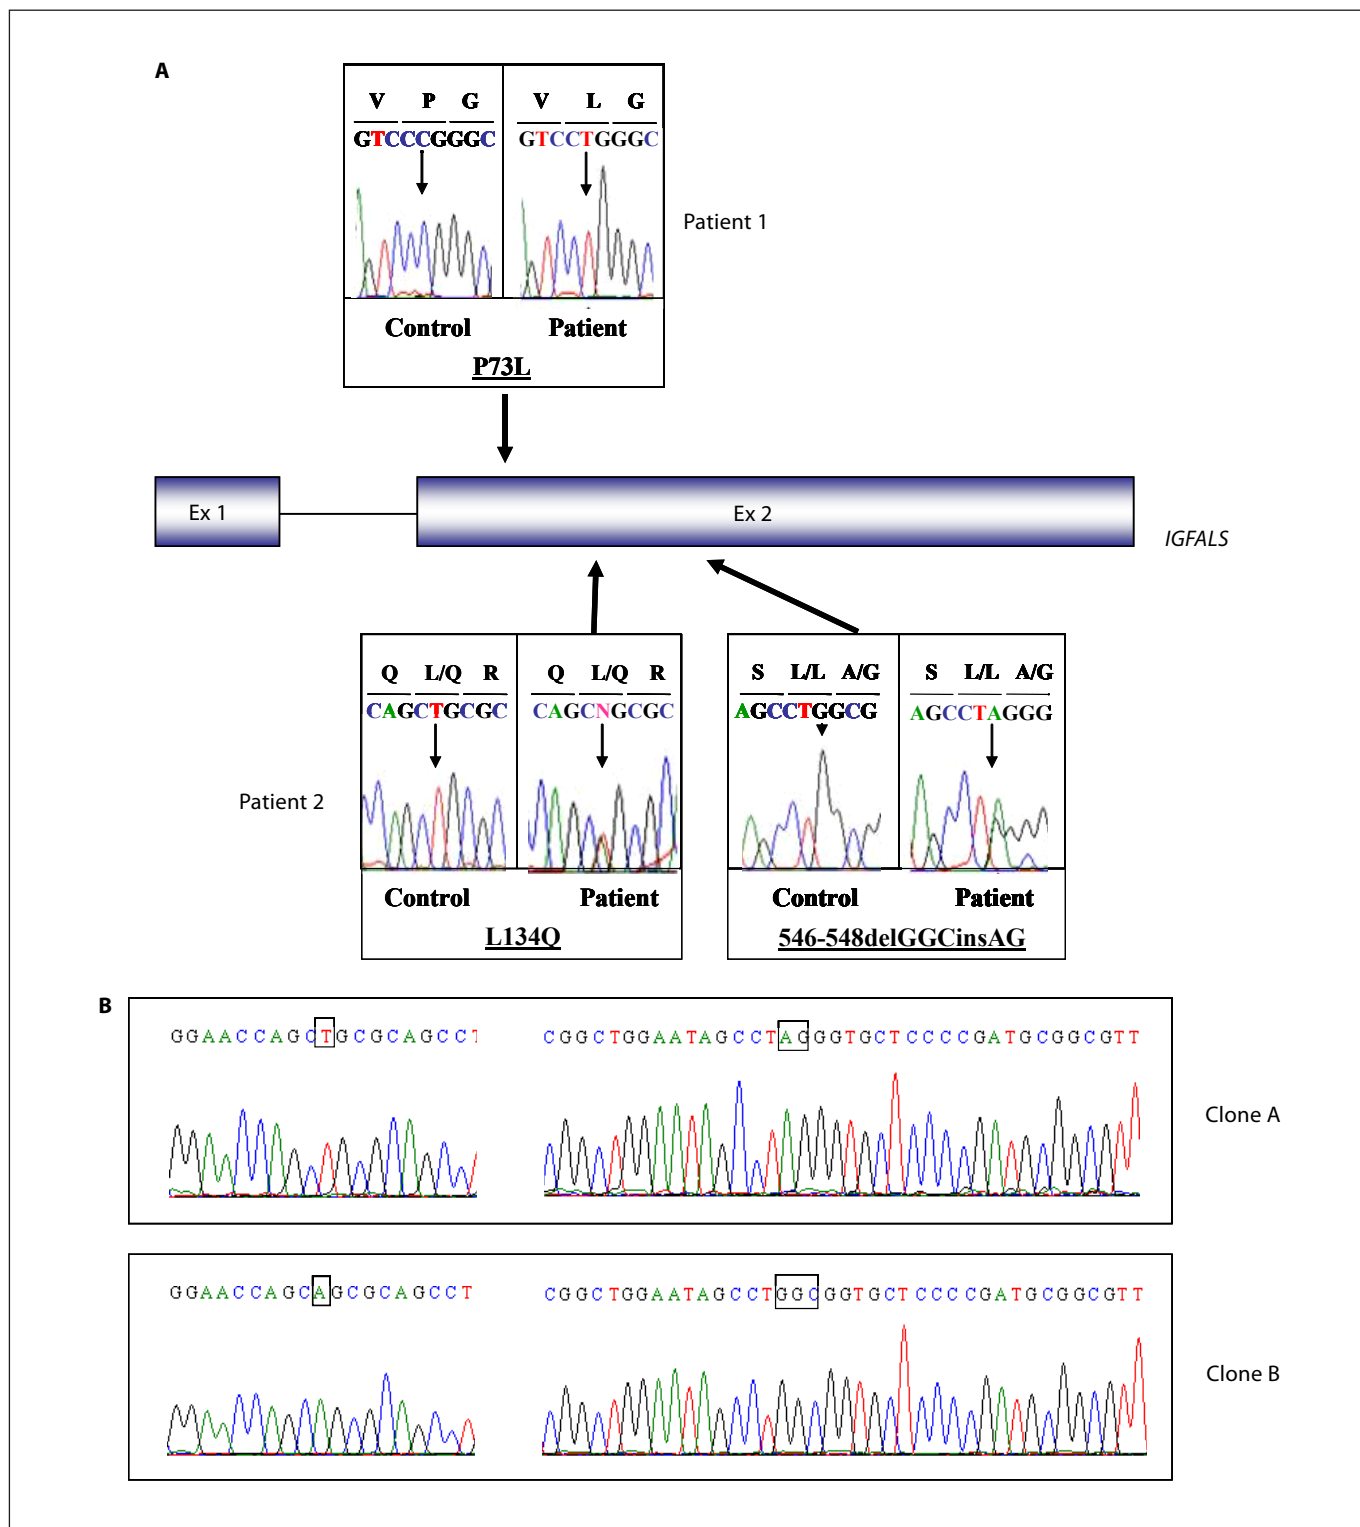 A
V P G
GTCCCGGGC
V L G
GTCCTGGGC
Patient 1
Control
Patient
P73L
Ex 1
Ex 2
IGFALS
Q L/Q R
CAGCTGCGC
Q L/Q R
CAGCNGCGC
Patient 2
Control
Patient
L134Q
S L/L A/G
AGCCTGGCG
S L/L A/G
AGCCTAGGG
Control
Patient
546-548delGGCinsAG
B
GGAACCAGCTGCGCAGCCT
CGGCTGGAATAGCCTAGGGTGCTCCCCGATGCGGCGTT
Clone A
GGAACCAGCAGCGCAGCCT
CGGCTGGAATAGCCTGGCGGTGCTCCCCGATGCGGCGTT
Clone B